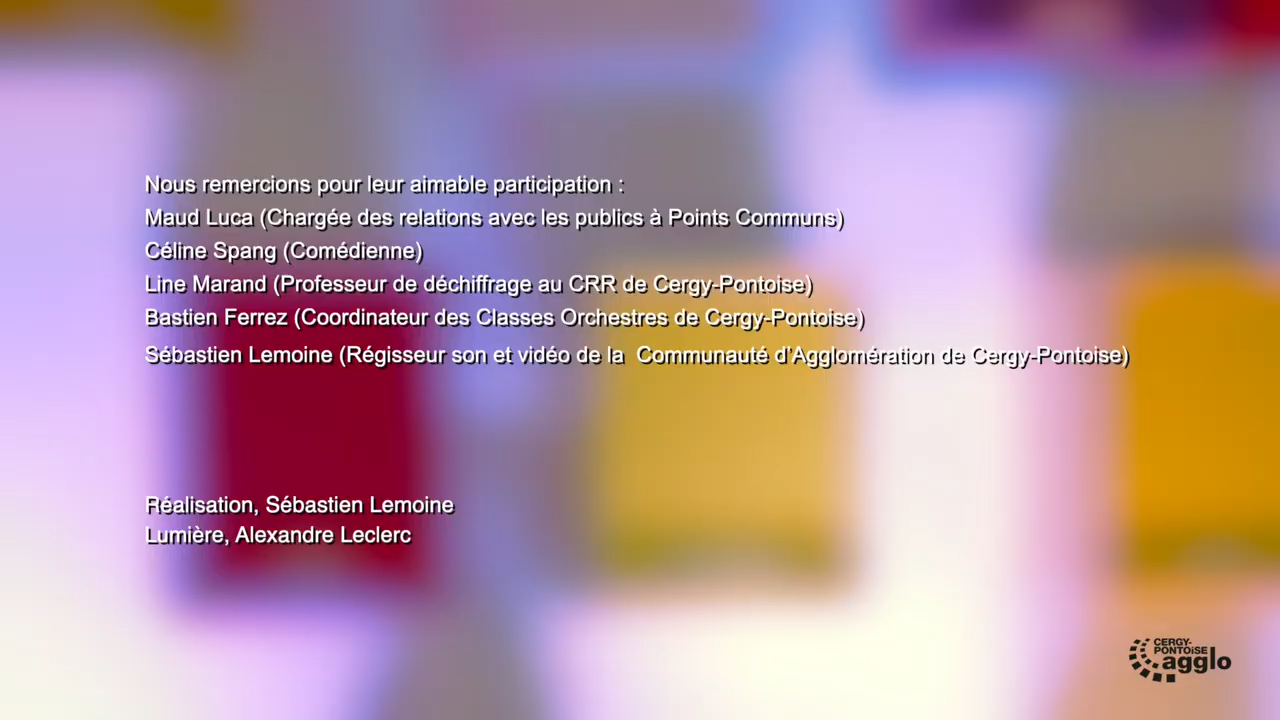 Nous remercions pour leur aimable participation :
Maud Luca (Chargée des relations avec les publics à Points Communs)
Céline Spang (Comédienne)
Line Marand (Professeur de déchiffrage au CRR de Cergy-Pontoise)
Bastien Ferrez (Coordinateur des Classes Orchestres de Cergy-Pontoise)
Sébastien Lemoine (Régisseur son et vidéo de la  Communauté d'Agglomération de Cergy-Pontoise)
Réalisation, Sébastien Lemoine
Lumière, Alexandre Leclerc
CERGY-
PONTOiSE
agglo